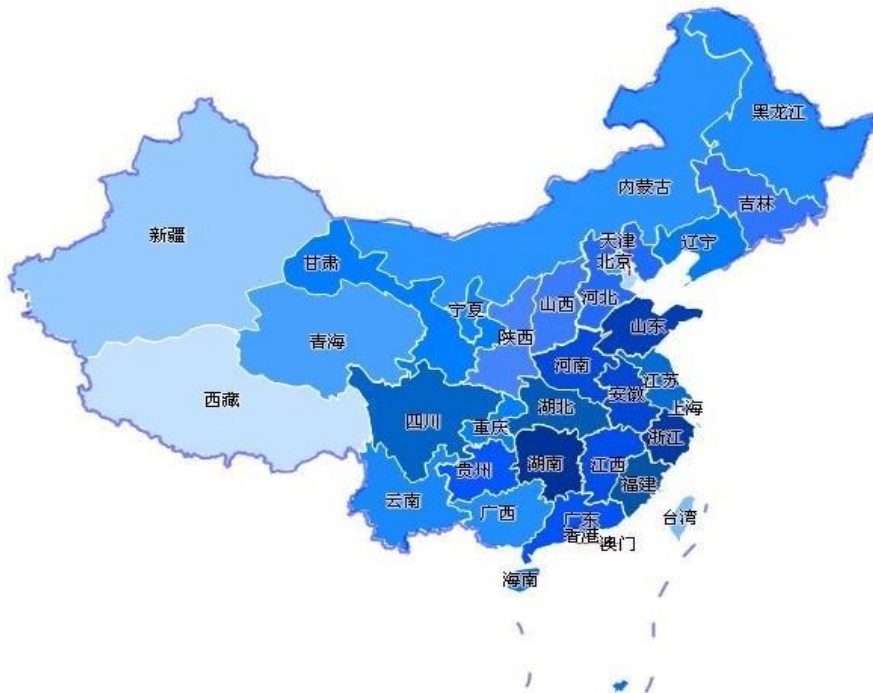 黑龙江
内蒙古
吉林
新疆
天津
辽宁
甘肃
北京
宁夏
山西
河北
青海
陕西
山东
河南
西藏
安徽
江苏
四川
湖北
上海
重庆
浙江
贵州
湖南
江西
福建
云南
广西
广东
台湾
香港
澳门
海南